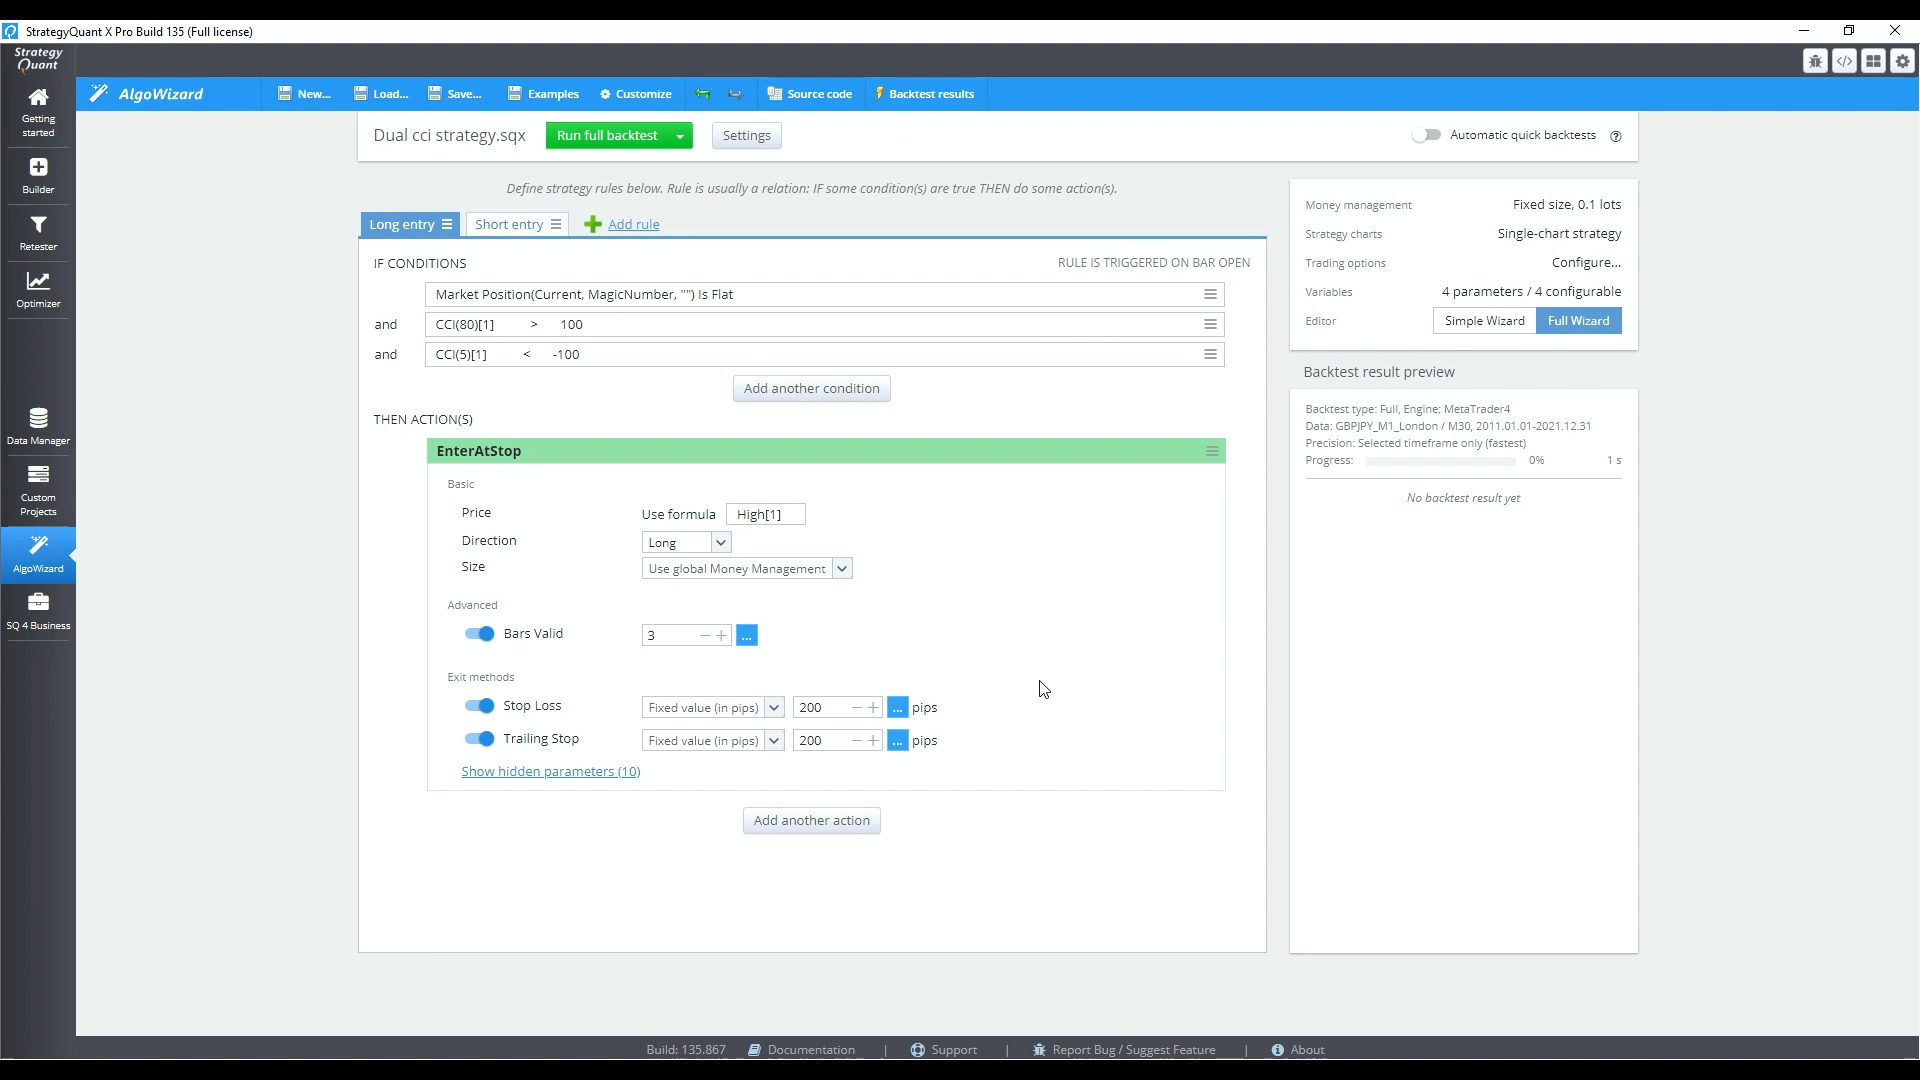 StrategyQuant X Pro Build 135 (Full license)
Strategy
Quant
Getting
started
Builder
Retester
Optimizer
Data Manager
Custom
Projects
AlgoWizard
SQ 4 Business
AlgoWizard
New...
Load...
Save...
Examples
Customize
Source code
Backtest results
Dual cci strategy.sqx
Run full backtest
Settings
Automatic quick backtests
Define strategy rules below. Rule is usually a relation: IF some condition(s) are true THEN do some action(s).
Long entry
Short entry
Add rule
IF CONDITIONS
RULE IS TRIGGERED ON BAR OPEN
Market Position(Current, MagicNumber, "") Is Flat
and CCI(80)[1] > 100
and CCI(5)[1] < -100
Add another condition
THEN ACTION(S)
EnterAtStop
Basic
Price Use formula High[1]
Direction Long
Size Use global Money Management
Advanced
Bars Valid 3 ...
Exit methods
Stop Loss Fixed value (in pips) 200 ... pips
Trailing Stop Fixed value (in pips) 200 ... pips
Show hidden parameters (10)
Add another action
Money management Fixed size, 0.1 lots
Strategy charts Single-chart strategy
Trading options Configure...
Variables 4 parameters / 4 configurable
Editor Simple Wizard Full Wizard
Backtest result preview
Backtest type: Full, Engine: MetaTrader4
Data: GBPJPY_M1_London / M30, 2011.01.01-2021.12.31
Precision: Selected timeframe only (fastest)
Progress: 0% 1 s
No backtest result yet
Build: 135.867 Documentation | Support | Report Bug / Suggest Feature | About